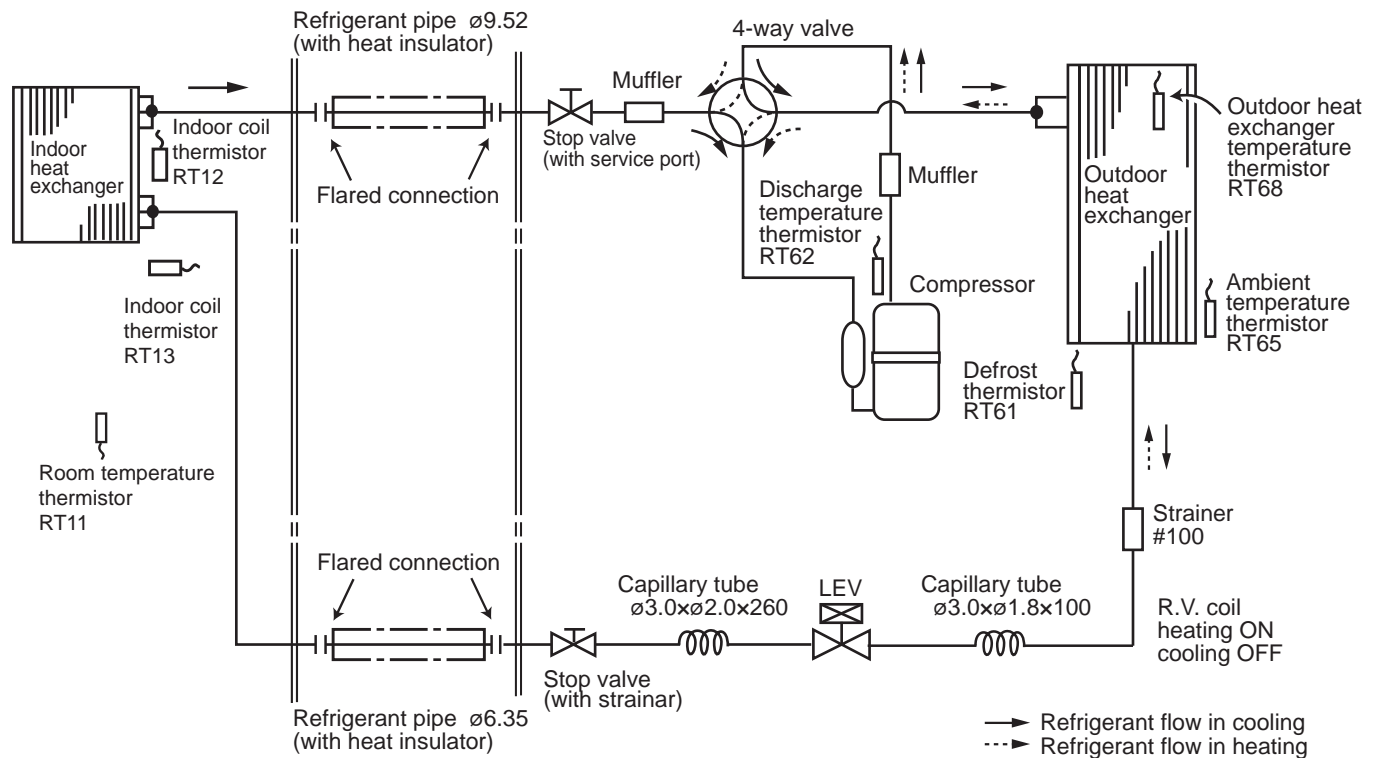 Refrigerant pipe ø9.52
(with heat insulator)
4-way valve
Muffler
Indoor coil
thermistor
RT12
Indoor
heat
exchanger
Stop valve
(with service port)
Flared connection
Outdoor heat
exchanger
temperature
thermistor
RT68
Muffler
Discharge
temperature
thermistor
RT62
Outdoor
heat
exchanger
Compressor
Ambient
temperature
thermistor
RT65
Indoor coil
thermistor
RT13
Defrost
thermistor
RT61
Room temperature
thermistor
RT11
Strainer
#100
Flared connection
Capillary tube
ø3.0×ø2.0×260
LEV
Capillary tube
ø3.0×ø1.8×100
R.V. coil
heating ON
cooling OFF
Stop valve
(with strainar)
Refrigerant pipe ø6.35
(with heat insulator)
Refrigerant flow in cooling
Refrigerant flow in heating